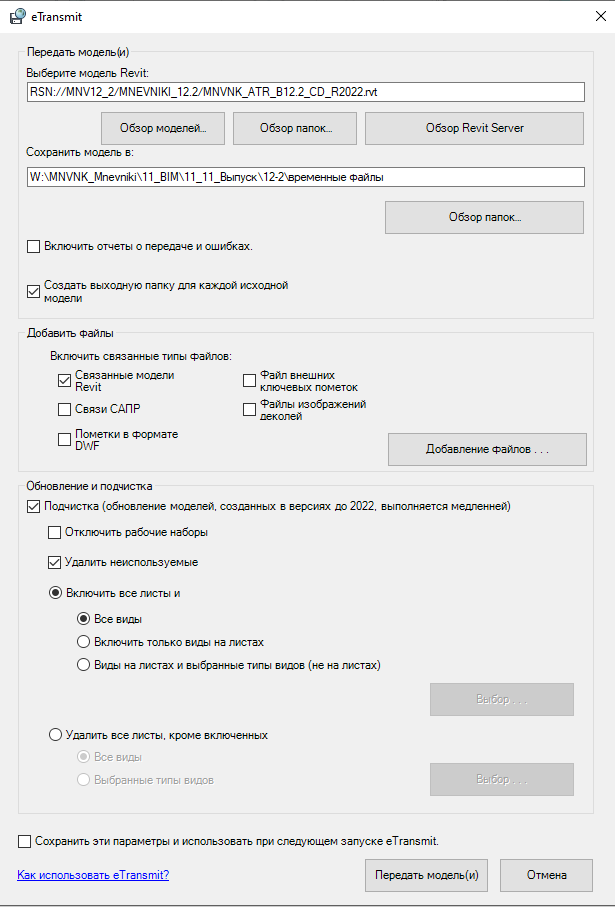 eTransmit
Передать модель(и)
Выберите модель Revit:
RSN://MNV12_2/MNEVNIKI_12.2/MNVNK_ATR_B12.2_CD_R2022.rvt
Обзор моделей...
Обзор папок...
Обзор Revit Server
Сохранить модель в:
W:\MNVNK_Mnevniki\11_BIM\11_11_Выпуск\12-2\временные файлы
Обзор папок...
Включить отчеты о передаче и ошибках.
Создать выходную папку для каждой исходной
модели
Добавить файлы
Включить связанные типы файлов:
Связанные модели
Revit
Файл внешних
ключевых пометок
Связи САПР
Файлы изображений
деколей
Пометки в формате
DWF
Добавление файлов . . .
Обновление и подчистка
Подчистка (обновление моделей, созданных в версиях до 2022, выполняется медленней)
Отключить рабочие наборы
Удалить неиспользуемые
Включить все листы и
Все виды
Включить только виды на листах
Виды на листах и выбранные типы видов (не на листах)
Выбор . . .
Удалить все листы, кроме включенных
Все виды
Выбранные типы видов
Выбор . . .
Сохранить эти параметры и использовать при следующем запуске eTransmit.
Как использовать eTransmit?
Передать модель(и)
Отмена